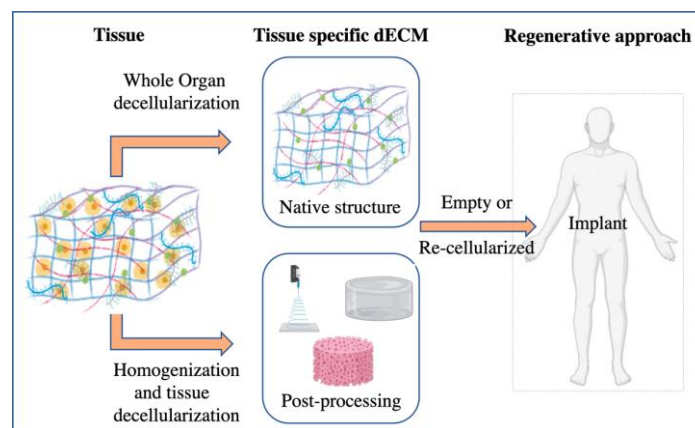 Tissue
Tissue specific dECM
Regenerative approach
Whole Organ
decellularization
Native structure
Empty or
Re-cellularized
Implant
Homogenization
and tissue
decellularization
Post-processing